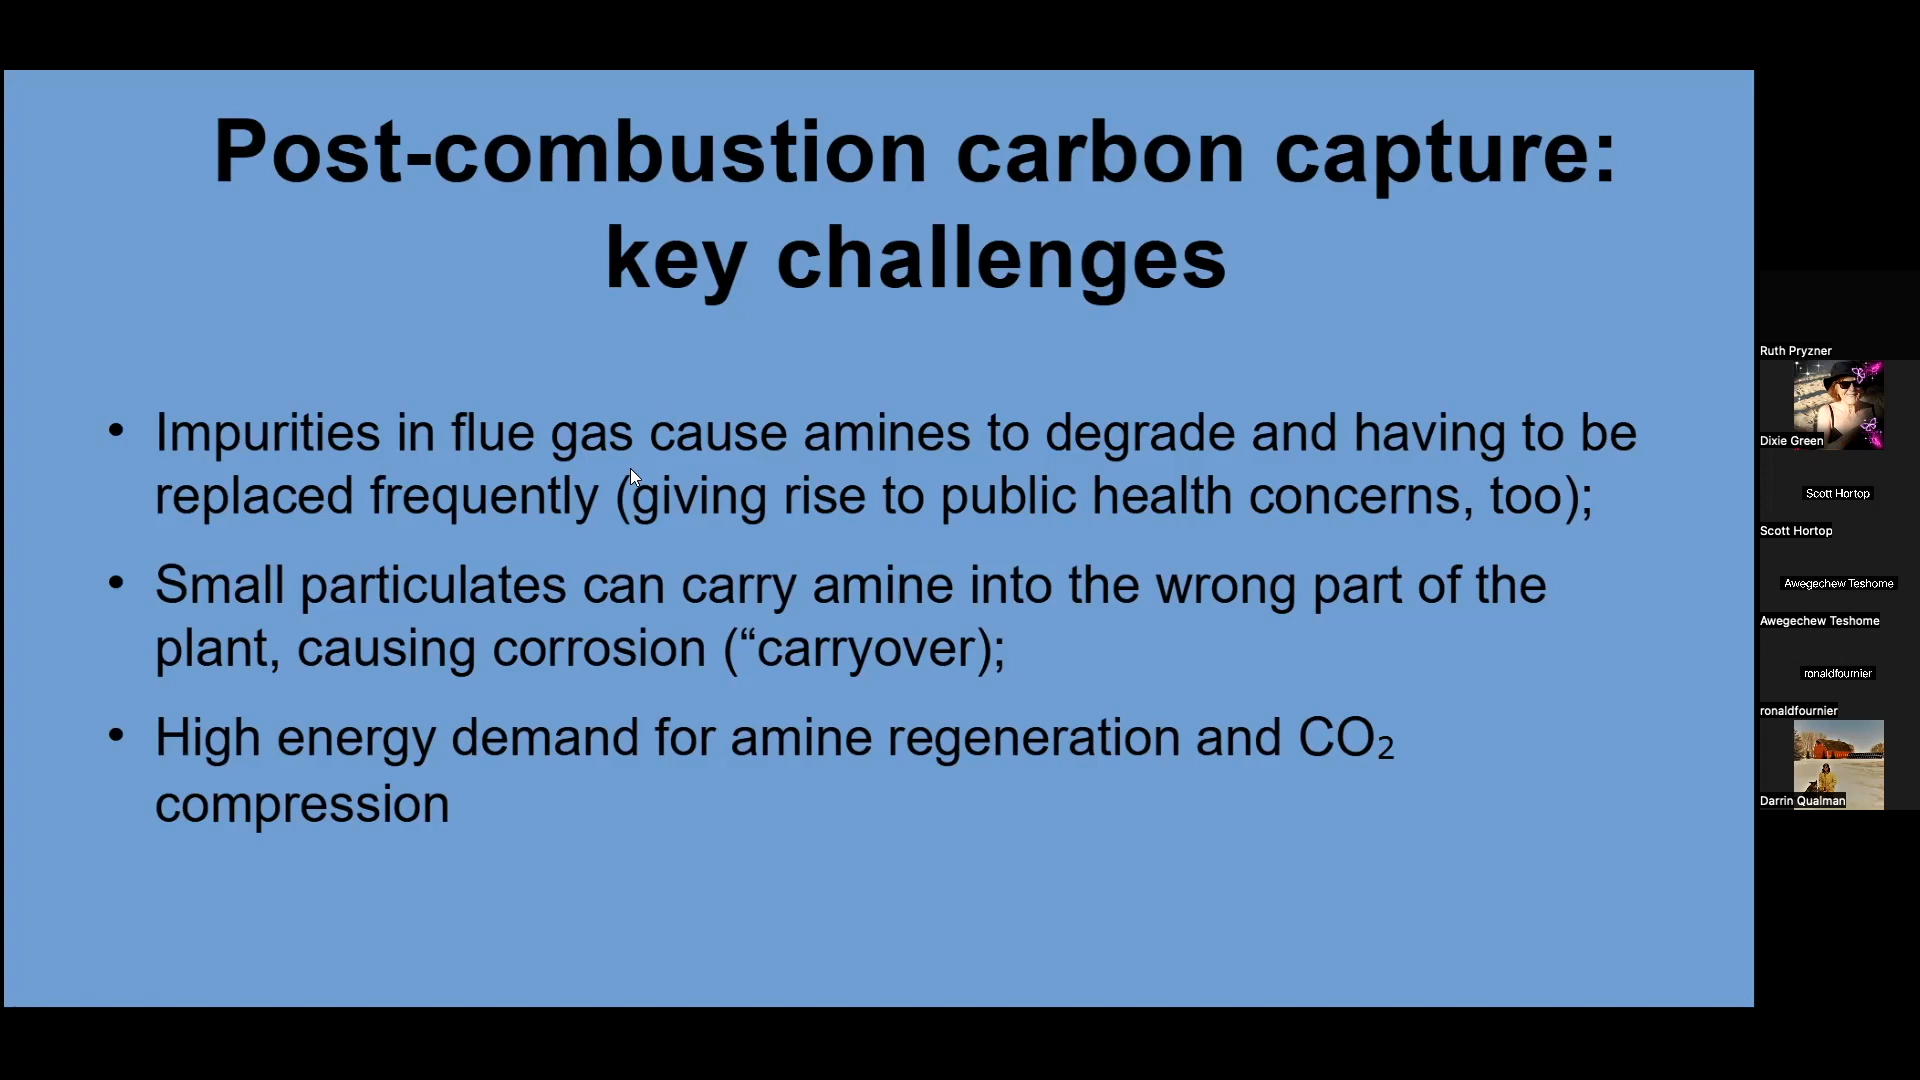 Post-combustion carbon capture:
key challenges
• Impurities in flue gas cause amines to degrade and having to be
replaced frequently (giving rise to public health concerns, too);
• Small particulates can carry amine into the wrong part of the
plant, causing corrosion (“carryover);
• High energy demand for amine regeneration and CO₂
compression
Ruth Pryzner
Dixie Green
Scott Hortop
Scott Hortop
Awegechew Teshome
Awegechew Teshome
ronaldfournier
ronaldfournier
Darrin Qualman